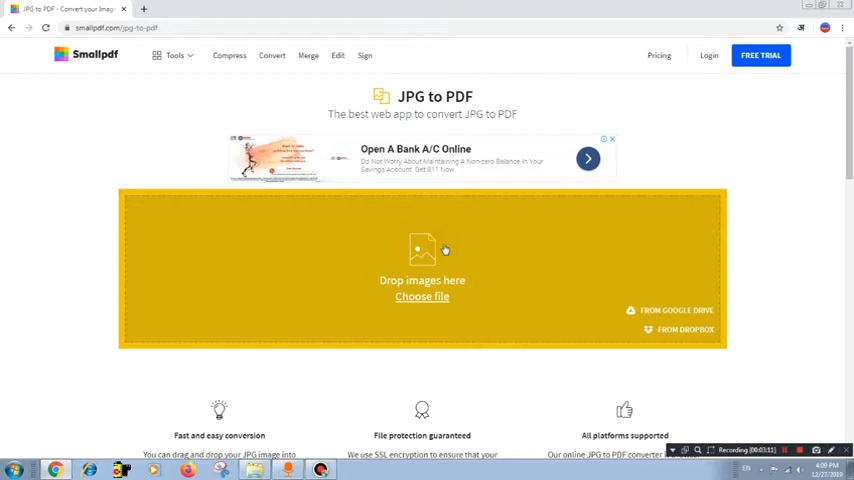 JPG to PDF - Convert your Imag
smallpdf.com/jpg-to-pdf
Smallpdf
Tools
Compress
Convert
Merge
Edit
Sign
Pricing
Login
FREE TRIAL
JPG to PDF
The best web app to convert JPG to PDF
Open A Bank A/C Online
Do Not Worry About Maintaining A Non-zero Balance In Your
Savings Account. Get 811 Now.
Drop images here
Choose file
FROM GOOGLE DRIVE
FROM DROPBOX
Fast and easy conversion
File protection guaranteed
All platforms supported
You can drag and drop your JPG image into
We use SSL encryption to ensure that your
Our online JPG to PDF converter is
Recording [00:03:11]
EN
4:09 PM
12/27/2019